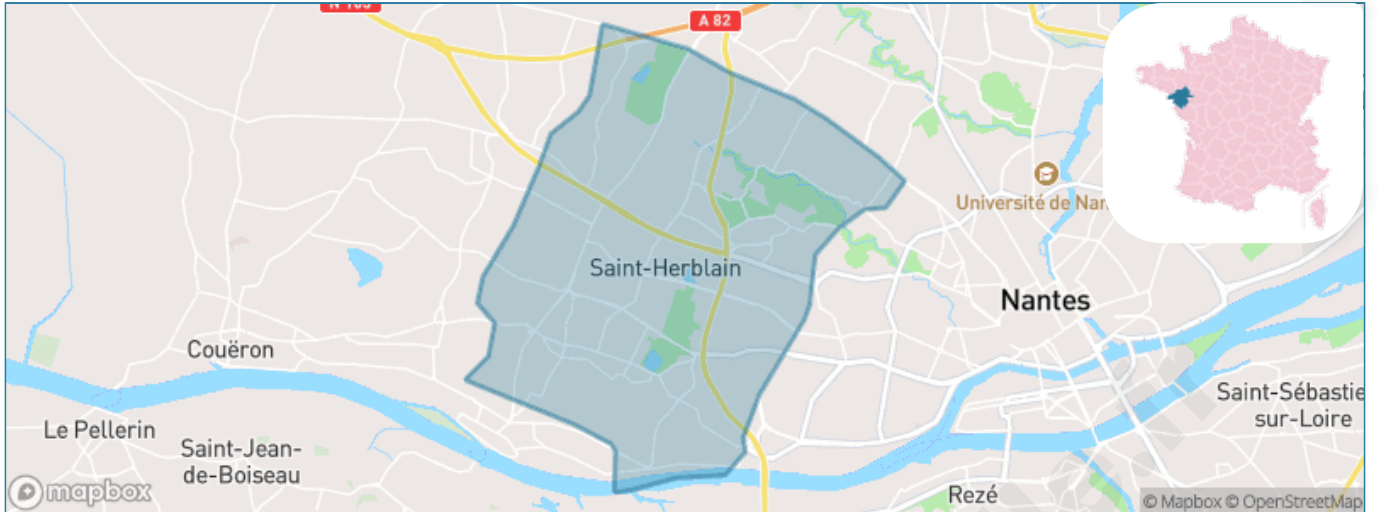 A 82
Université de Nan
Saint-Herblain
Nantes
Couëron
Saint-Sébastie
sur-Loire
Le Pellerin
Saint-Jean-
de-Boiseau
Rezé
mapbox
© Mapbox © OpenStreetMap